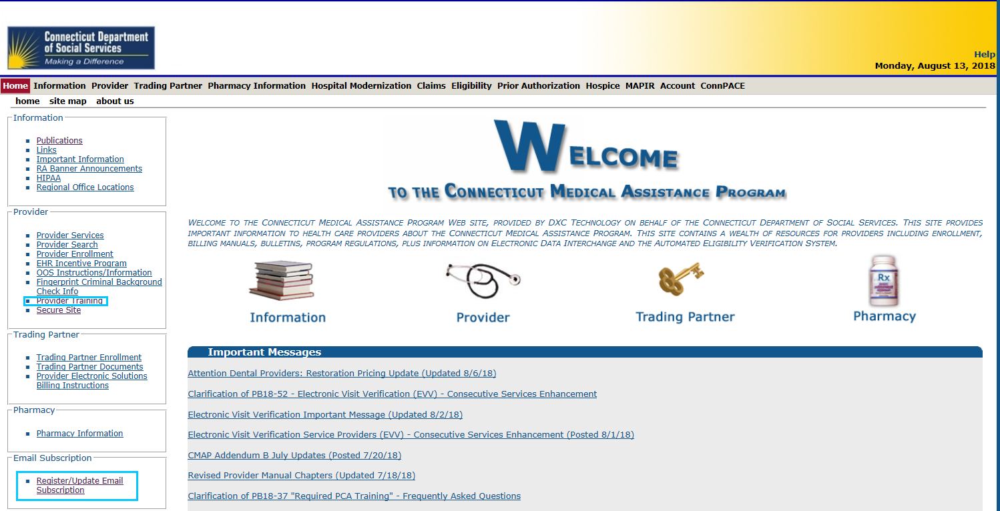 Connecticut Department
of Social Services
Making a Difference
Help
Monday, August 13, 2018
Home Information Provider Trading Partner Pharmacy Information Hospital Modernization Claims Eligibility Prior Authorization Hospice MAPIR Account ConnPACE
home site map about us
Information
Publications
Links
Important Information
RA Banner Announcements
HIPAA
Regional Office Locations
Provider
Provider Services
Provider Search
Provider Enrollment
EHR Incentive Program
OOS Instructions/Information
Fingerprint Criminal Background
Check Info
Provider Training
Secure Site
Trading Partner
Trading Partner Enrollment
Trading Partner Documents
Provider Electronic Solutions
Billing Instructions
Pharmacy
Pharmacy Information
Email Subscription
Register/Update Email
Subscription
WELCOME
TO THE CONNECTICUT MEDICAL ASSISTANCE PROGRAM
WELCOME TO THE CONNECTICUT MEDICAL ASSISTANCE PROGRAM WEB SITE, PROVIDED BY DXC TECHNOLOGY ON BEHALF OF THE CONNECTICUT DEPARTMENT OF SOCIAL SERVICES. THIS SITE PROVIDES
IMPORTANT INFORMATION TO HEALTH CARE PROVIDERS ABOUT THE CONNECTICUT MEDICAL ASSISTANCE PROGRAM. THIS SITE CONTAINS A WEALTH OF RESOURCES FOR PROVIDERS INCLUDING ENROLLMENT,
BILLING MANUALS, BULLETINS, PROGRAM REGULATIONS, PLUS INFORMATION ON ELECTRONIC DATA INTERCHANGE AND THE AUTOMATED ELIGIBILITY VERIFICATION SYSTEM.
Rx
Information Provider Trading Partner Pharmacy
Important Messages
Attention Dental Providers: Restoration Pricing Update (Updated 8/6/18)
Clarification of PB18-52 - Electronic Visit Verification (EVV) - Consecutive Services Enhancement
Electronic Visit Verification Important Message (Updated 8/2/18)
Electronic Visit Verification Service Providers (EVV) - Consecutive Services Enhancement (Posted 8/1/18)
CMAP Addendum B July Updates (Posted 7/20/18)
Revised Provider Manual Chapters (Updated 7/18/18)
Clarification of PB18-37 "Required PCA Training" - Frequently Asked Questions